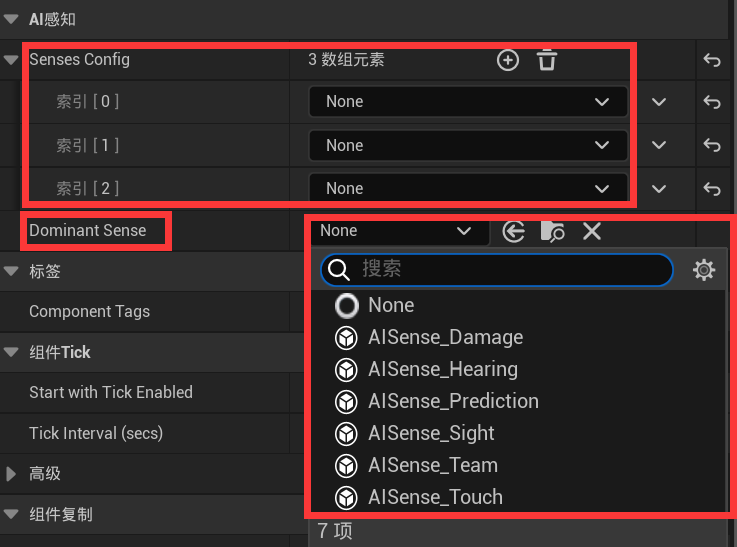 AI感知
Senses Config 3 数组元素
索引 [ 0 ] None
索引 [ 1 ] None
索引 [ 2 ] None
Dominant Sense None
搜索
标签
None
Component Tags
AISense_Damage
组件Tick
AISense_Hearing
Start with Tick Enabled
AISense_Prediction
Tick Interval (secs)
AISense_Sight
高级
AISense_Team
AISense_Touch
组件复制
7 项